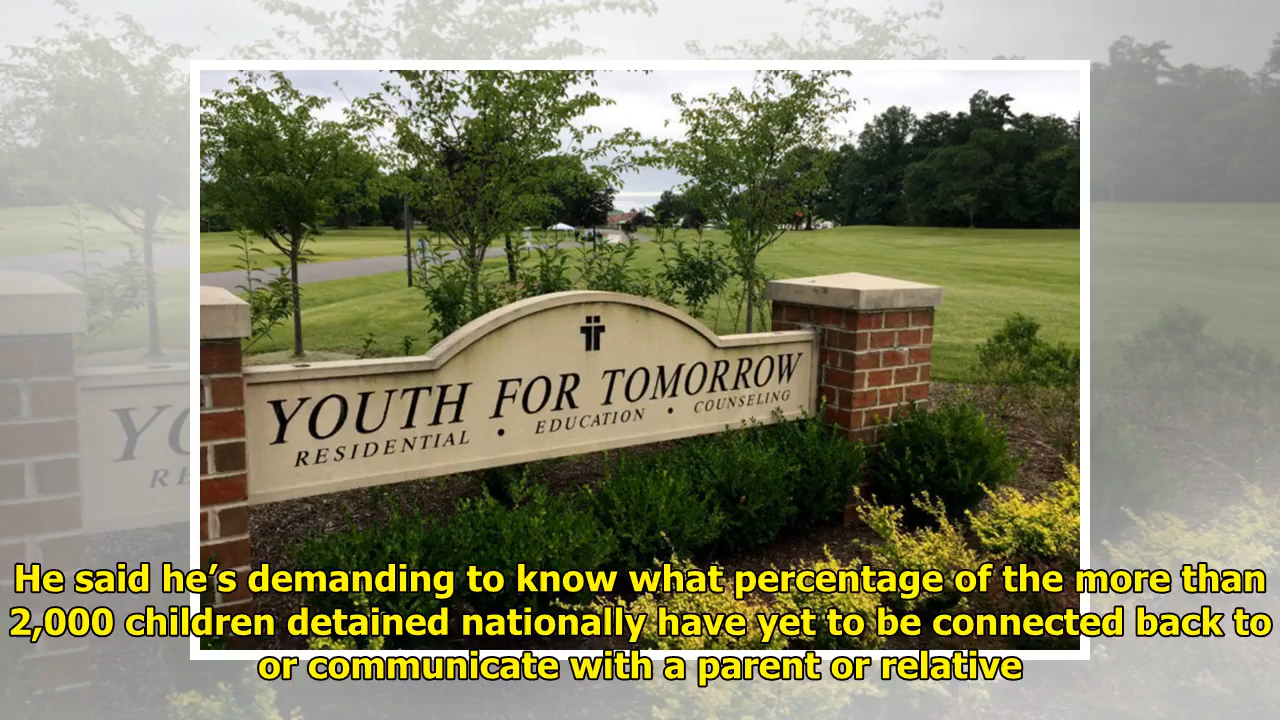 YOUTH FOR TOMORROW
RESIDENTIAL • EDUCATION • COUNSELING
He said he’s demanding to know what percentage of the more than
2,000 children detained nationally have yet to be connected back to
or communicate with a parent or relative